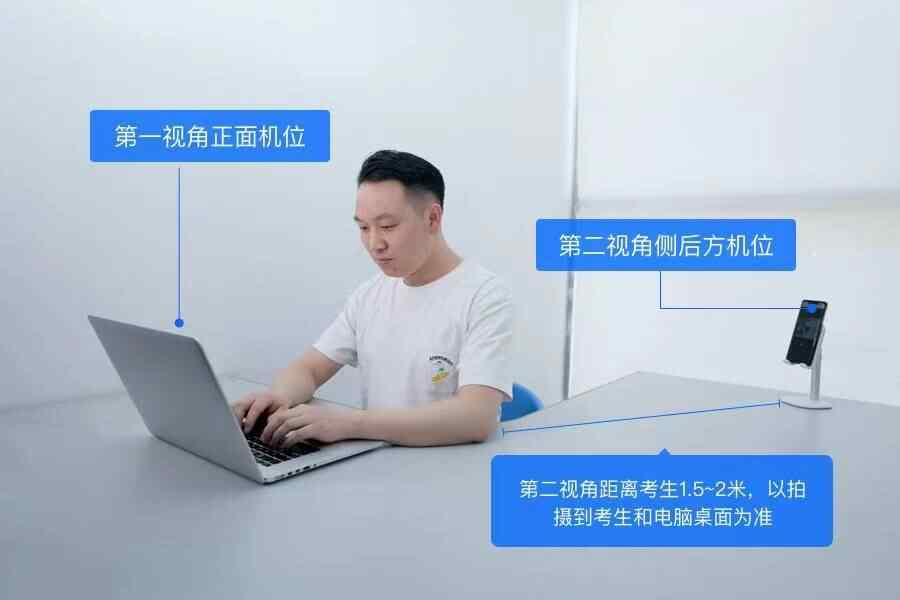 第一视角正面机位
第二视角侧后方机位
第二视角距离考生1.5~2米，以拍
摄到考生和电脑桌面为准